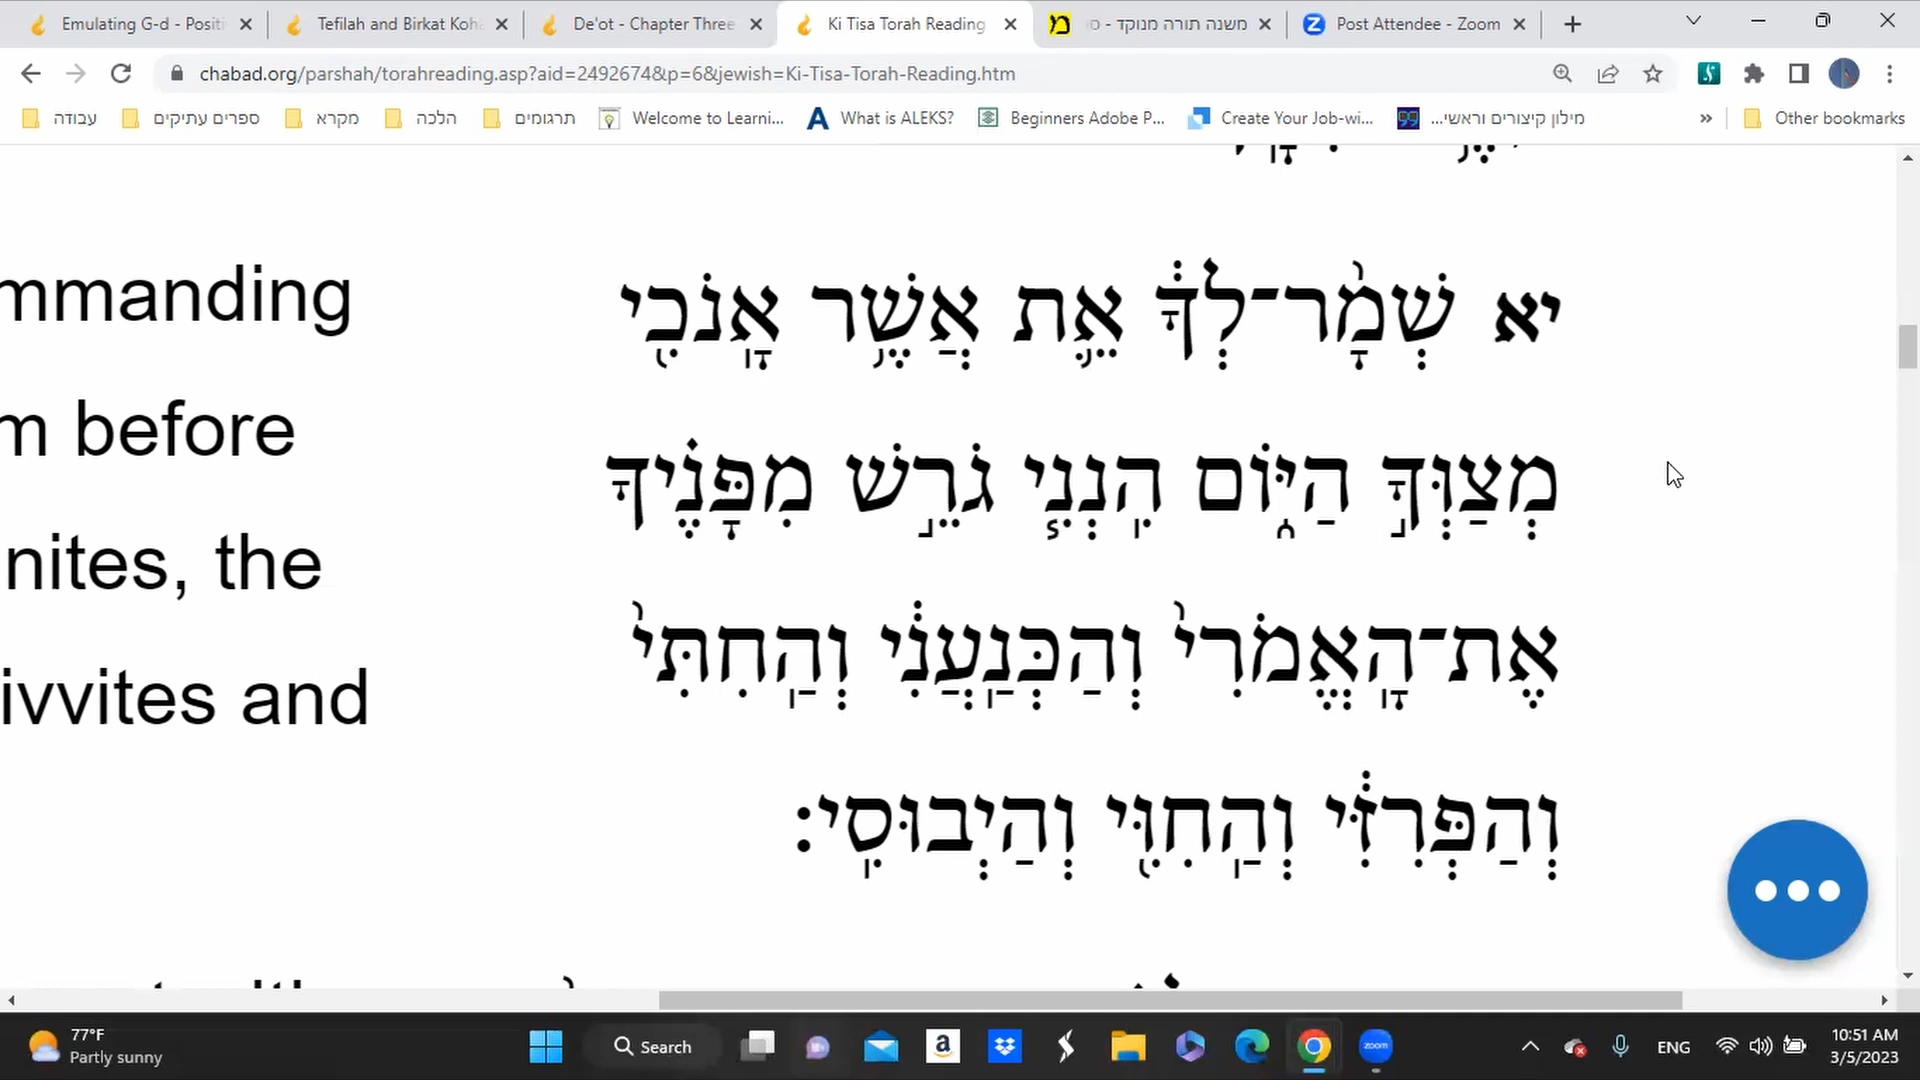 Emulating G-d - Positi
Tefilah and Birkat Koha
De'ot - Chapter Three
Ki Tisa Torah Reading
משנה תורה מנוקד - ס
Post Attendee - Zoom
chabad.org/parshah/torahreading.asp?aid=2492674&p=6&jewish=Ki-Tisa-Torah-Reading.htm
עבודה
ספרים עתיקים
מקרא
הלכה
תרגומים
Welcome to Learni...
What is ALEKS?
Beginners Adobe P...
Create Your Job-wi...
מילון קיצורים וראשי...
»
Other bookmarks
mmanding
m before
nites, the
ivvites and
יא שְׁמָ֨ר־לְךָ֔ אֵ֛ת אֲשֶׁ֥ר אָֽנֹכִ֖י
מְצַוְּךָ֣ הַיּ֑וֹם הִֽנְנִ֧י גֹרֵ֣שׁ מִפָּנֶ֗יךָ
אֶת־הָֽאֱמֹרִי֙ וְהַכְּנַֽעֲנִ֔י וְהַֽחִתִּי֙
וְהַפְּרִזִּ֔י וְהַֽחִוִּ֖י וְהַיְבוּסִֽי׃
77°F
Partly sunny
Search
zoom
ENG
10:51 AM
3/5/2023